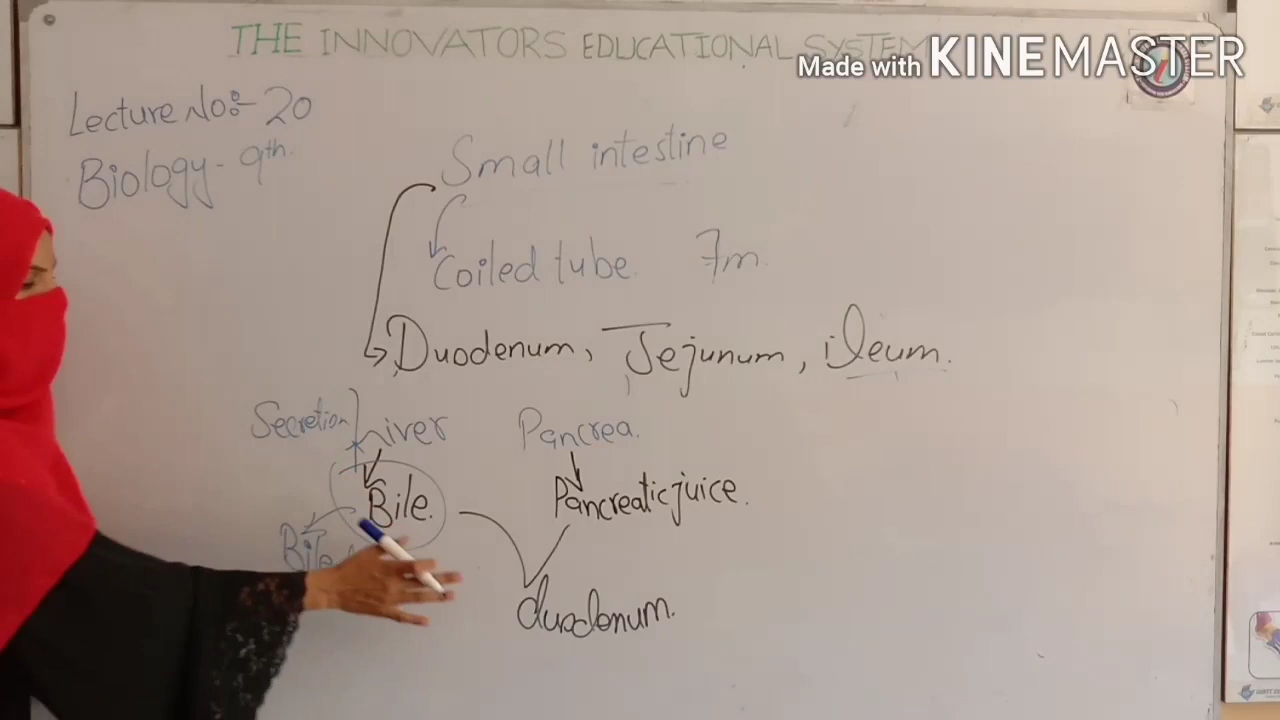 THE INNOVATORS EDUCATIONAL SYSTEM
Made with KINEMASTER
Lecture No:- 20
Biology - 9th.
Small intestine
Coiled tube. 7m.
Duodenum, Jejunum, ileum.
Secretion Liver Pancrea.
Bile. Pancreatic juice.
Bile
duodenum.